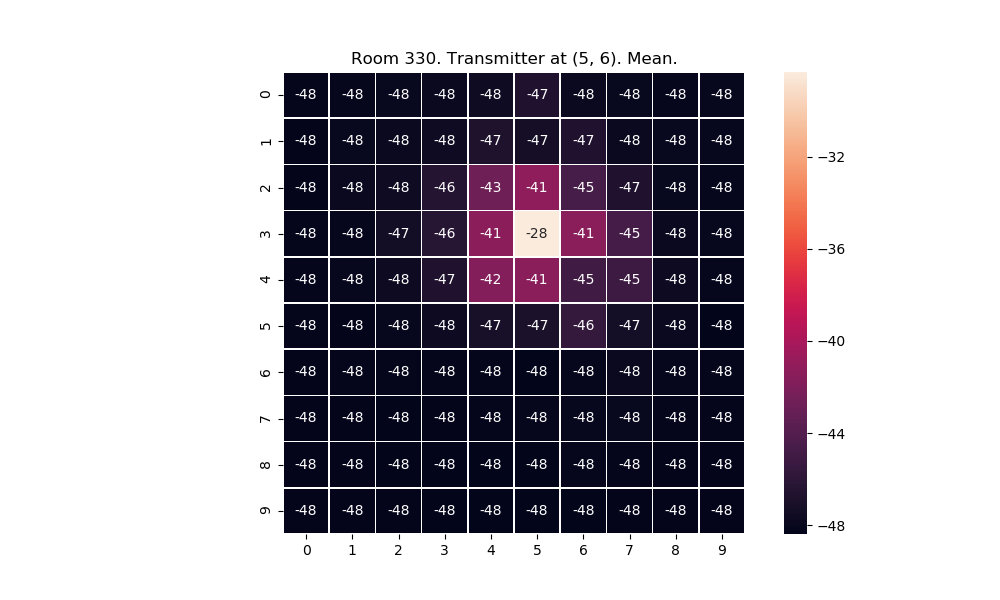 Room 330. Transmitter at (5, 6). Mean.
0 -48 -48 -48 -48 -48 -47 -48 -48 -48 -48
1 -48 -48 -48 -48 -47 -47 -47 -48 -48 -48
2 -48 -48 -48 -46 -43 -41 -45 -47 -48 -48
3 -48 -48 -47 -46 -41 -28 -41 -45 -48 -48
4 -48 -48 -48 -47 -42 -41 -45 -45 -48 -48
5 -48 -48 -48 -48 -47 -47 -46 -47 -48 -48
6 -48 -48 -48 -48 -48 -48 -48 -48 -48 -48
7 -48 -48 -48 -48 -48 -48 -48 -48 -48 -48
8 -48 -48 -48 -48 -48 -48 -48 -48 -48 -48
9 -48 -48 -48 -48 -48 -48 -48 -48 -48 -48
0 1 2 3 4 5 6 7 8 9
−32
−36
−40
−44
−48